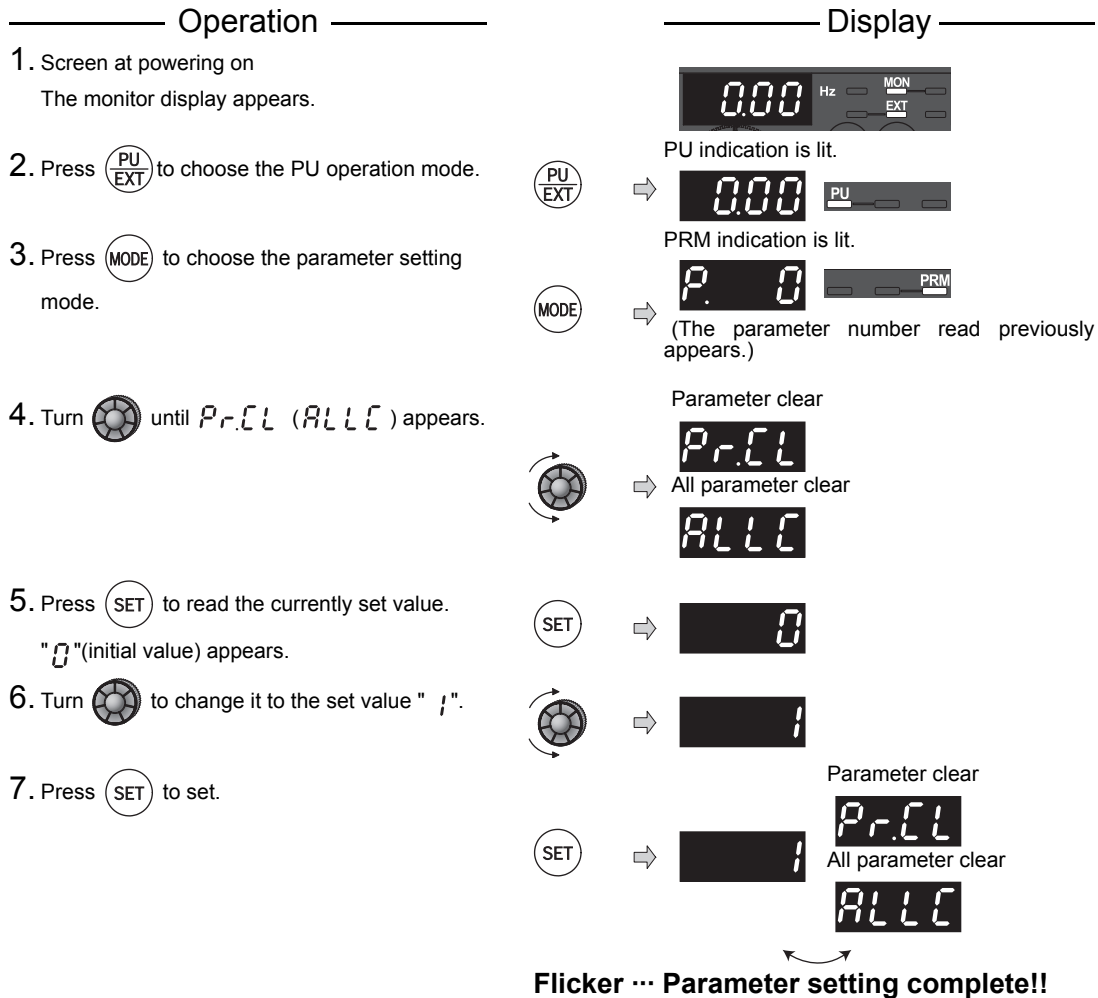 Operation
Display
1. Screen at powering on
The monitor display appears.
0.00 Hz MON EXT
2. Press PU/EXT to choose the PU operation mode.
PU/EXT
PU indication is lit.
0.00 PU
3. Press MODE to choose the parameter setting
mode.
MODE
PRM indication is lit.
P. 0 PRM
(The parameter number read previously
appears.)
4. Turn until Pr.CL (ALLC) appears.
Parameter clear
Pr.CL
All parameter clear
ALLC
5. Press SET to read the currently set value.
"0"(initial value) appears.
SET
0
6. Turn to change it to the set value " 1".
1
7. Press SET to set.
SET
1
Parameter clear
Pr.CL
All parameter clear
ALLC
Flicker ··· Parameter setting complete!!